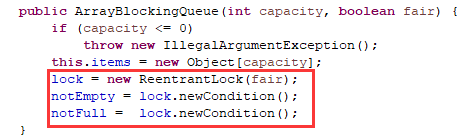 public ArrayBlockingQueue(int capacity, boolean fair) {
    if (capacity <= 0)
        throw new IllegalArgumentException();
    this.items = new Object[capacity];
    lock = new ReentrantLock(fair);
    notEmpty = lock.newCondition();
    notFull =  lock.newCondition();
}